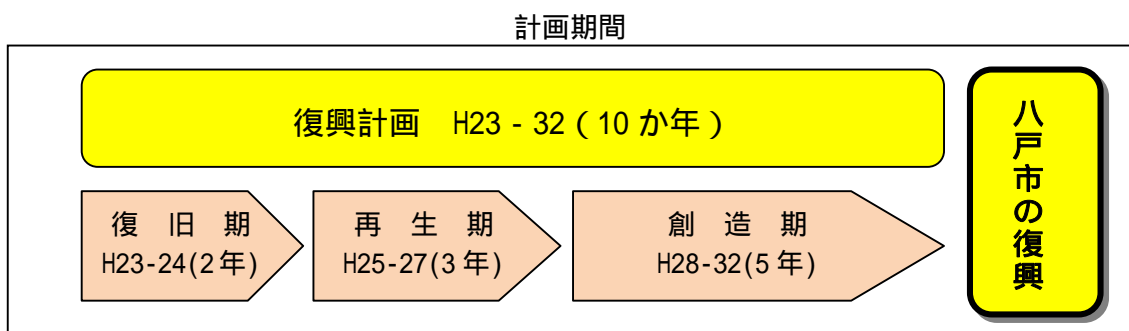 計画期間
復興計画 H23-32(10か年)
復旧期
H23-24(2年)
再生期
H25-27(3年)
創造期
H28-32(5年)
八戸市の復興